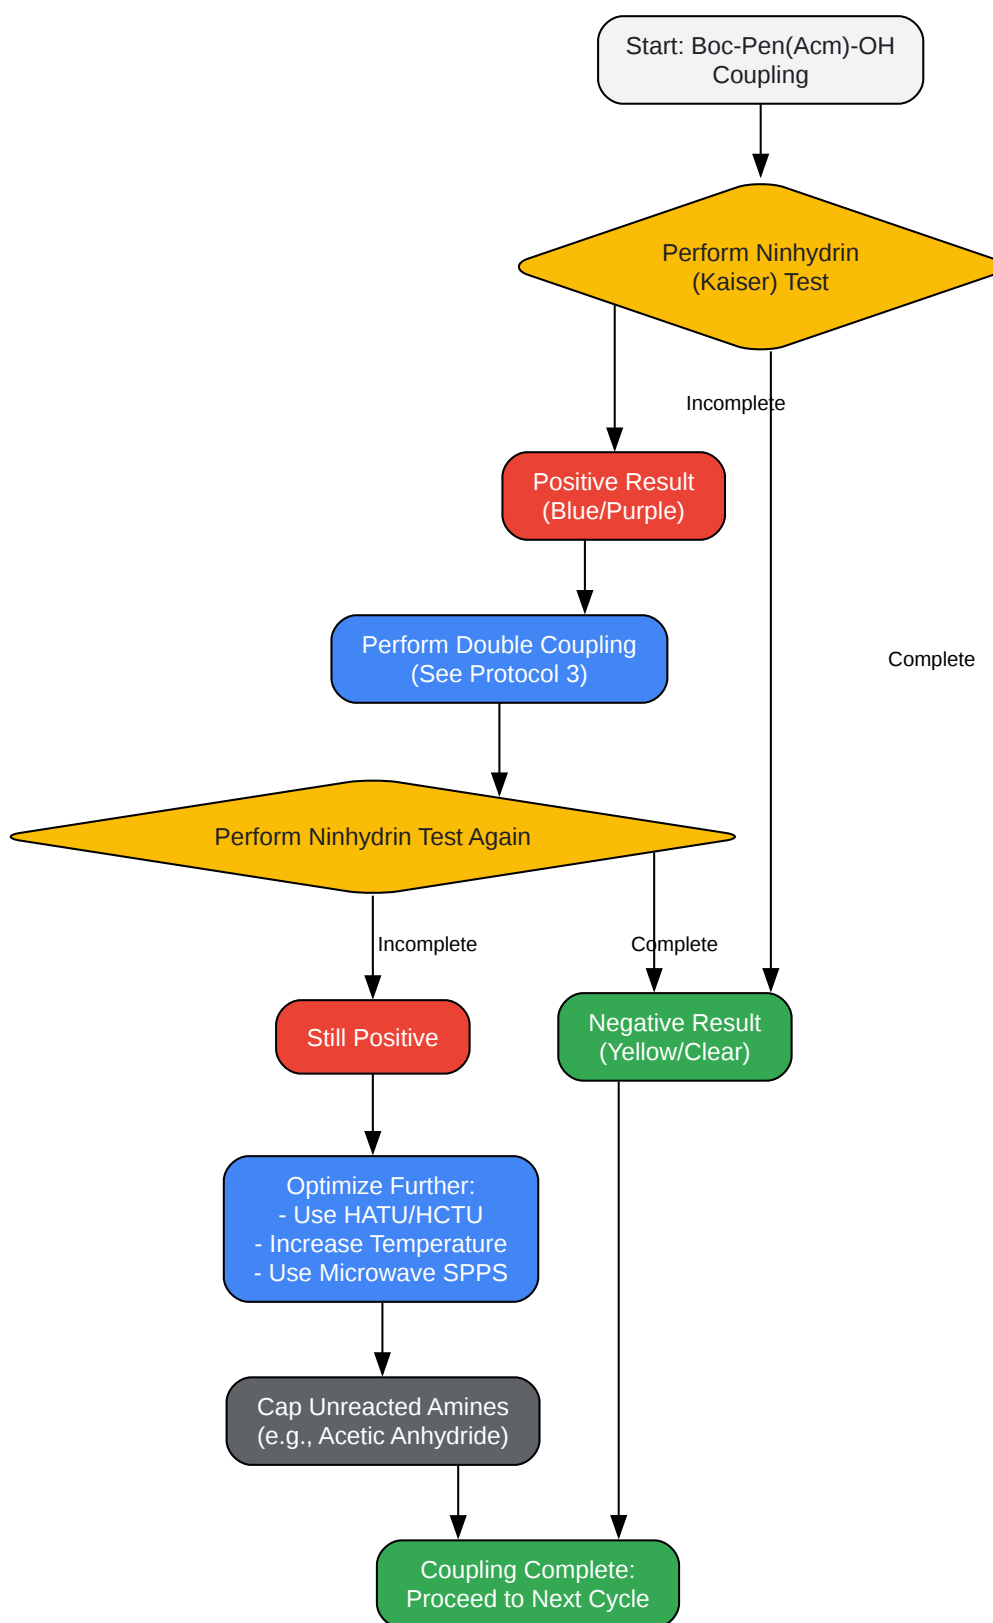 Start: Boc-Pen(Acm)-OH
Coupling
Perform Ninhydrin
(Kaiser) Test
Incomplete
Positive Result
(Blue/Purple)
Perform Double Coupling
(See Protocol 3)
Complete
Perform Ninhydrin Test Again
Incomplete
Complete
Still Positive
Negative Result
(Yellow/Clear)
Optimize Further:
- Use HATU/HCTU
- Increase Temperature
- Use Microwave SPPS
Cap Unreacted Amines
(e.g., Acetic Anhydride)
Coupling Complete:
Proceed to Next Cycle